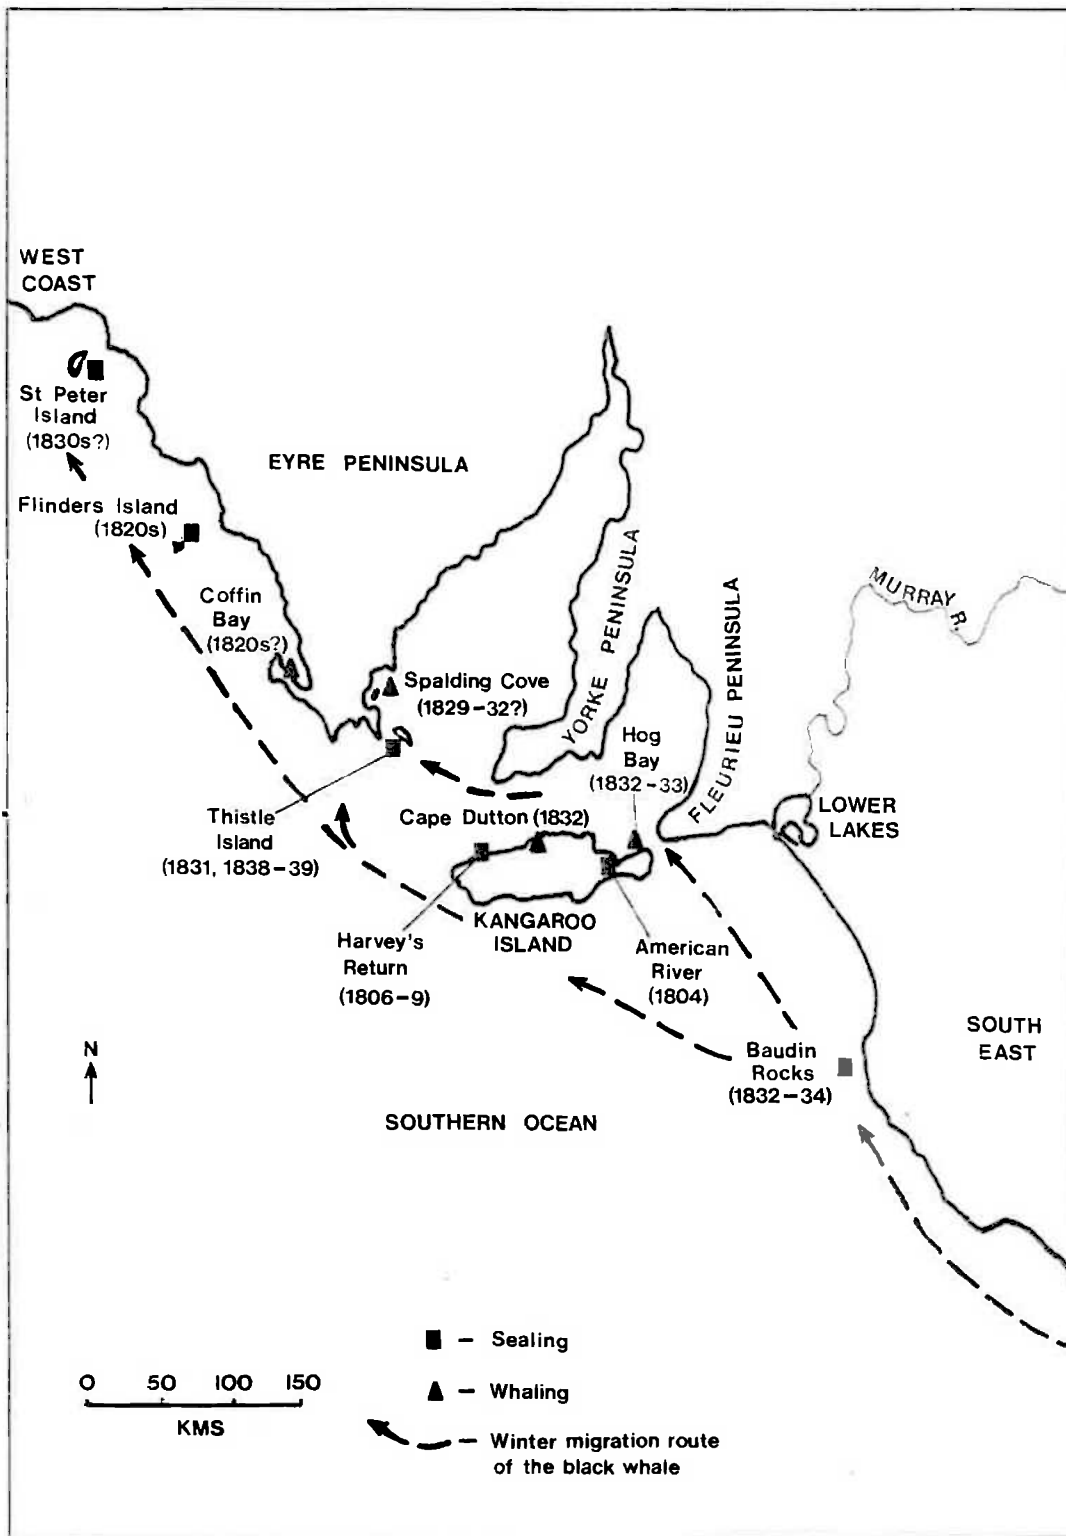 WEST
COAST
St Peter
Island
(1830s?)
EYRE PENINSULA
Flinders Island
(1820s)
Coffin
Bay
(1820s?)
MURRAY R.
YORKE PENINSULA
FLEURIEU PENINSULA
Spalding Cove
(1829-32?)
Hog
Bay
(1832-33)
Thistle
Island
(1831, 1838-39)
Cape Dutton (1832)
LOWER
LAKES
KANGAROO
ISLAND
Harvey's
Return
(1806-9)
American
River
(1804)
SOUTH
EAST
Baudin
Rocks
(1832-34)
N
SOUTHERN OCEAN
■ – Sealing
▲ – Whaling
– Winter migration route
of the black whale
0 50 100 150
KMS